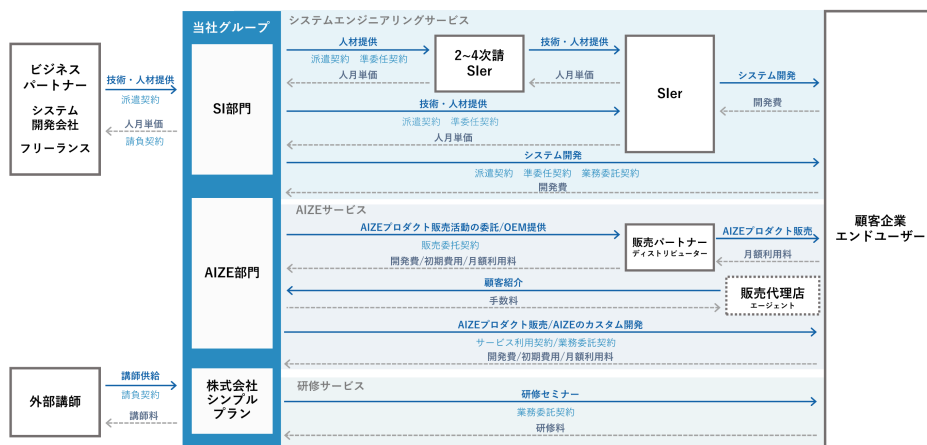 当社グループ
システムエンジニアリングサービス
ビジネス
パートナー
システム
開発会社
フリーランス
技術・人材提供
派遣契約
人月単価
請負契約
SI部門
人材提供
派遣契約 準委任契約
人月単価
2~4次請
SIer
技術・人材提供
人月単価
SIer
システム開発
開発費
技術・人材提供
派遣契約 準委任契約
人月単価
システム開発
派遣契約 準委任契約 業務委託契約
開発費
顧客企業
エンドユーザー
AIZEサービス
AIZE部門
AIZEプロダクト販売活動の委託/OEM提供
販売委託契約
開発費/初期費用/月額利用料
販売パートナー
ディストリビューター
AIZEプロダクト販売
月額利用料
顧客紹介
手数料
販売代理店
エージェント
AIZEプロダクト販売/AIZEのカスタム開発
サービス利用契約/業務委託契約
開発費/初期費用/月額利用料
外部講師
講師供給
請負契約
講師料
株式会社
シンプル
プラン
研修サービス
研修セミナー
業務委託契約
研修料